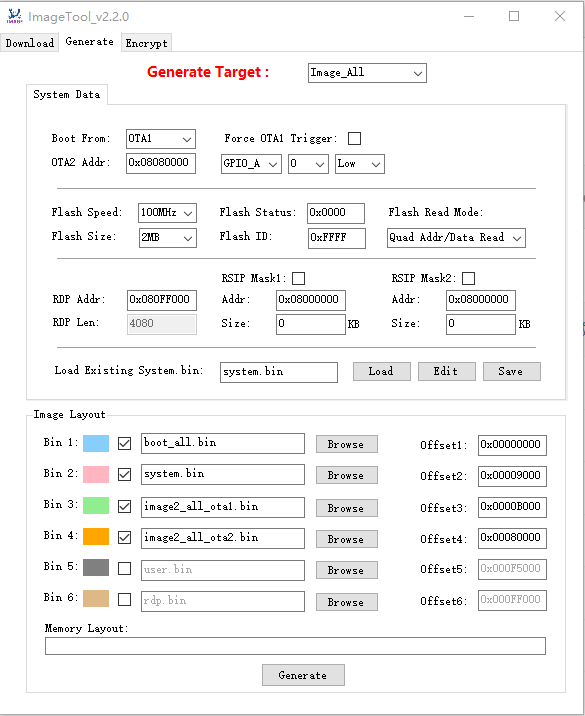 ImageTool_v2.2.0
Download Generate Encrypt
Generate Target : Image_All
System Data
Boot From: OTA1 Force OTA1 Trigger:
OTA2 Addr: 0x08080000 GPIO_A 0 Low
Flash Speed: 100MHz Flash Status: 0x0000 Flash Read Mode:
Flash Size: 2MB Flash ID: 0xFFFF Quad Addr/Data Read
RSIP Mask1: RSIP Mask2:
RDP Addr: 0x080FF000 Addr: 0x08000000 Addr: 0x08000000
RDP Len: 4080 Size: 0 KB Size: 0 KB
Load Existing System.bin: system.bin Load Edit Save
Image Layout
Bin 1: boot_all.bin Browse Offset1: 0x00000000
Bin 2: system.bin Browse Offset2: 0x00009000
Bin 3: image2_all_ota1.bin Browse Offset3: 0x0000B000
Bin 4: image2_all_ota2.bin Browse Offset4: 0x00080000
Bin 5: user.bin Browse Offset5: 0x000F5000
Bin 6: rdp.bin Browse Offset6: 0x000FF000
Memory Layout:
Generate